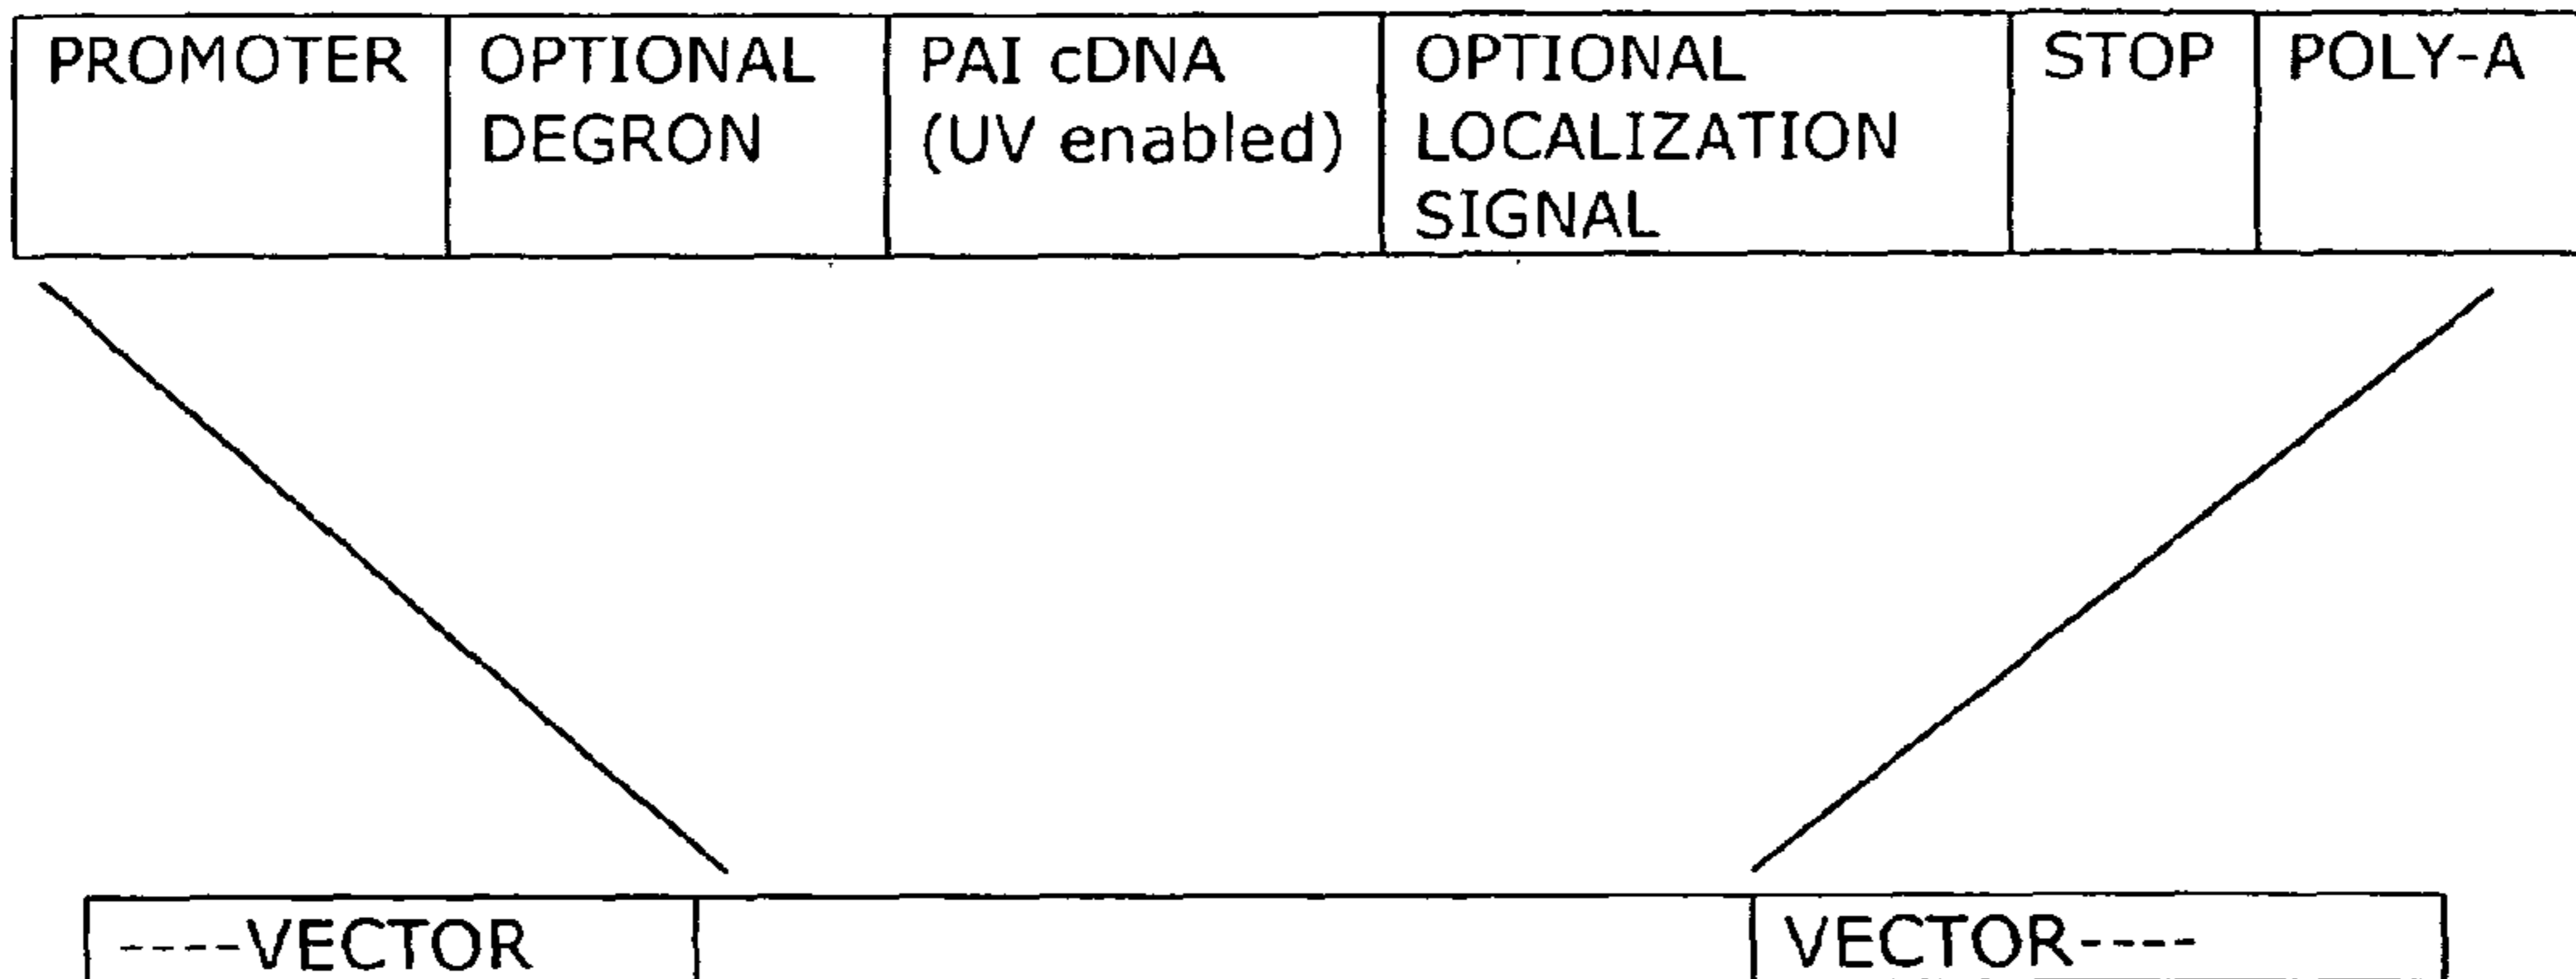 PROMOTER
OPTIONAL
DEGRON
PAI cDNA
(UV enabled)
OPTIONAL
LOCALIZATION
SIGNAL
STOP
POLY-A
----VECTOR
VECTOR----